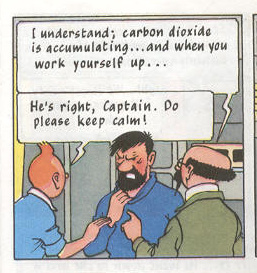 I understand; carbon dioxide
is accumulating...and when you
work yourself up...
He's right, Captain. Do
please keep calm!